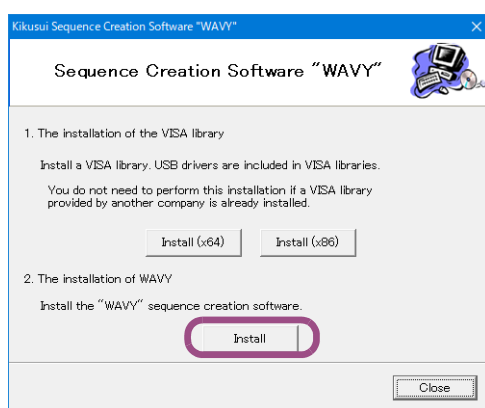 Kikusui Sequence Creation Software "WAVY"
Sequence Creation Software "WAVY"
1. The installation of the VISA library
Install a VISA library. USB drivers are included in VISA libraries.
You do not need to perform this installation if a VISA library
provided by another company is already installed.
Install (x64) Install (x86)
2. The installation of WAVY
Install the "WAVY" sequence creation software.
Install
Close